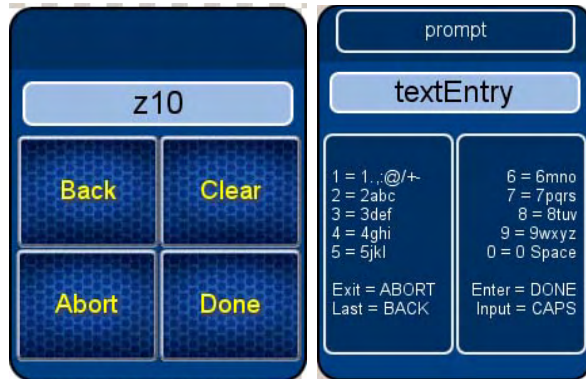 z10
Back Clear
Abort Done
prompt
textEntry
1 = 1.,:@/+-
2 = 2abc
3 = 3def
4 = 4ghi
5 = 5jkl
Exit = ABORT
Last = BACK
6 = 6mno
7 = 7pqrs
8 = 8tuv
9 = 9wxyz
0 = 0 Space
Enter = DONE
Input = CAPS